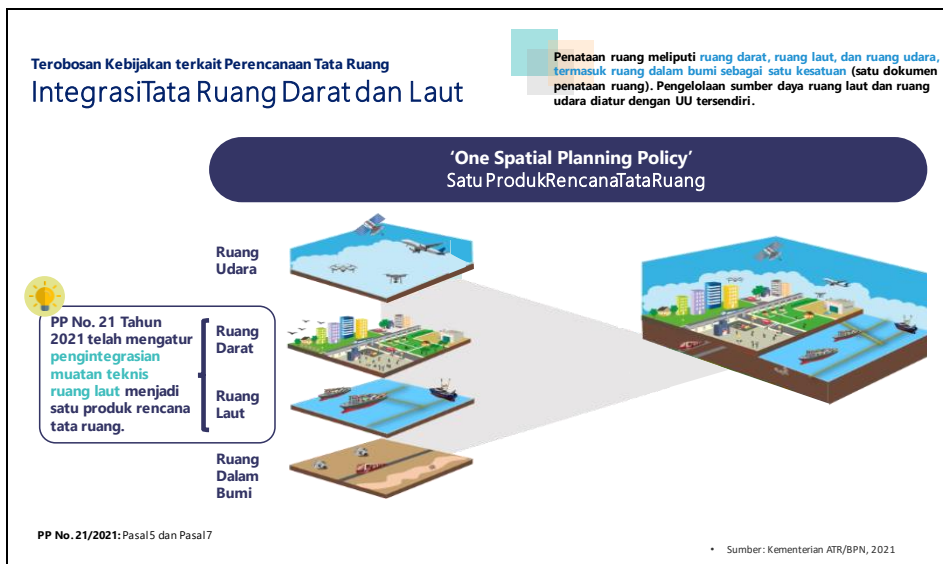 Terobosan Kebijakan terkait Perencanaan Tata Ruang
IntegrasiTata Ruang Darat dan Laut
Penataan ruang meliputi ruang darat, ruang laut, dan ruang udara,
termasuk ruang dalam bumi sebagai satu kesatuan (satu dokumen
penataan ruang). Pengelolaan sumber daya ruang laut dan ruang
udara diatur dengan UU tersendiri.
'One Spatial Planning Policy'
Satu ProdukRencanaTataRuang
Ruang
Udara
PP No. 21 Tahun
2021 telah mengatur
pengintegrasian
muatan teknis
ruang laut menjadi
satu produk rencana
tata ruang.
Ruang
Darat
Ruang
Laut
Ruang
Dalam
Bumi
PP No. 21/2021: Pasal5 dan Pasal7
• Sumber: Kementerian ATR/BPN, 2021